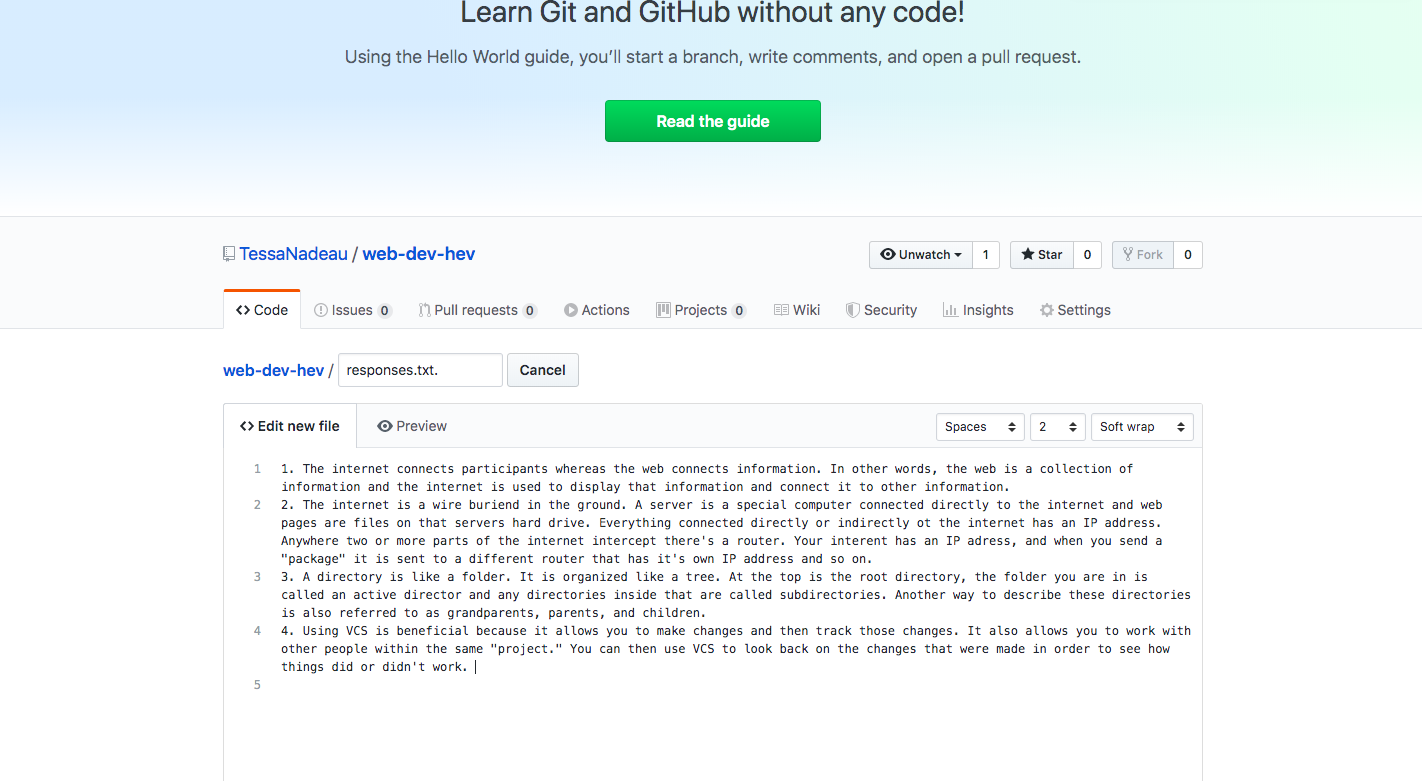 Learn Git and GitHub without any code!
Using the Hello World guide, you’ll start a branch, write comments, and open a pull request.
Read the guide
TessaNadeau / web-dev-hev
Unwatch 1 Star 0 Fork 0
Code Issues 0 Pull requests 0 Actions Projects 0 Wiki Security Insights Settings
web-dev-hev / responses.txt. Cancel
<> Edit new file Preview Spaces 2 Soft wrap
1 1. The internet connects participants whereas the web connects information. In other words, the web is a collection of
information and the internet is used to display that information and connect it to other information.
2 2. The internet is a wire buriend in the ground. A server is a special computer connected directly to the internet and web
pages are files on that servers hard drive. Everything connected directly or indirectly ot the internet has an IP address.
Anywhere two or more parts of the internet intercept there's a router. Your interent has an IP adress, and when you send a
"package" it is sent to a different router that has it's own IP address and so on.
3 3. A directory is like a folder. It is organized like a tree. At the top is the root directory, the folder you are in is
called an active director and any directories inside that are called subdirectories. Another way to describe these directories
is also referred to as grandparents, parents, and children.
4 4. Using VCS is beneficial because it allows you to make changes and then track those changes. It also allows you to work with
other people within the same "project." You can then use VCS to look back on the changes that were made in order to see how
things did or didn't work.
5